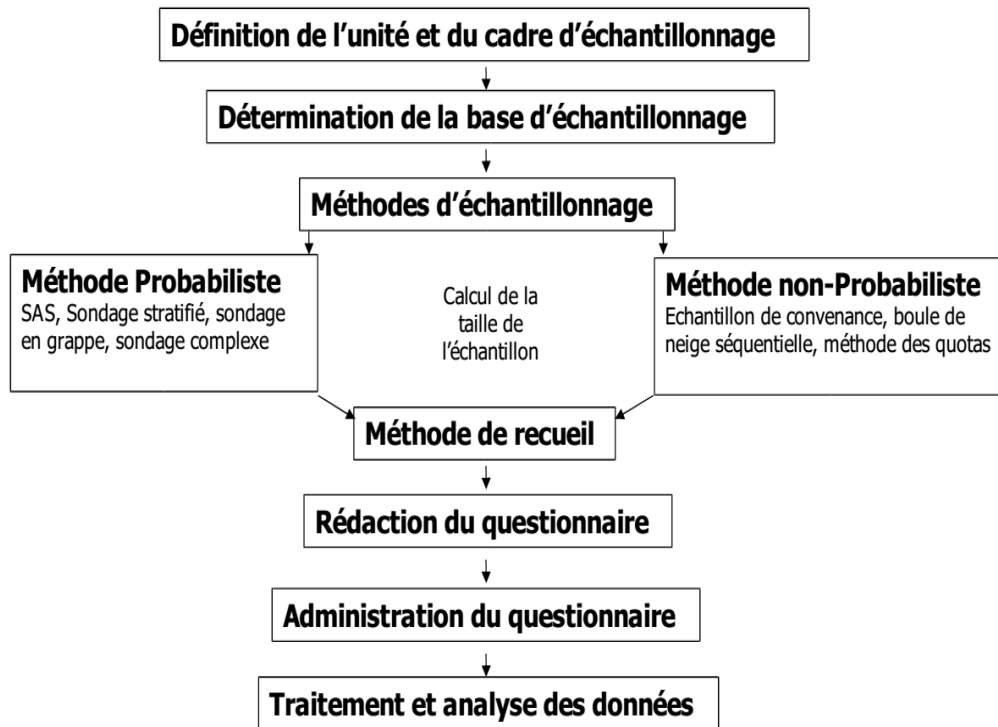 Définition de l’unité et du cadre d’échantillonnage
Détermination de la base d’échantillonnage
Méthodes d’échantillonnage
Méthode Probabiliste
SAS, Sondage stratifié, sondage
en grappe, sondage complexe
Calcul de la
taille de
l’échantillon
Méthode non-Probabiliste
Echantillon de convenance, boule de
neige séquentielle, méthode des quotas
Méthode de recueil
Rédaction du questionnaire
Administration du questionnaire
Traitement et analyse des données